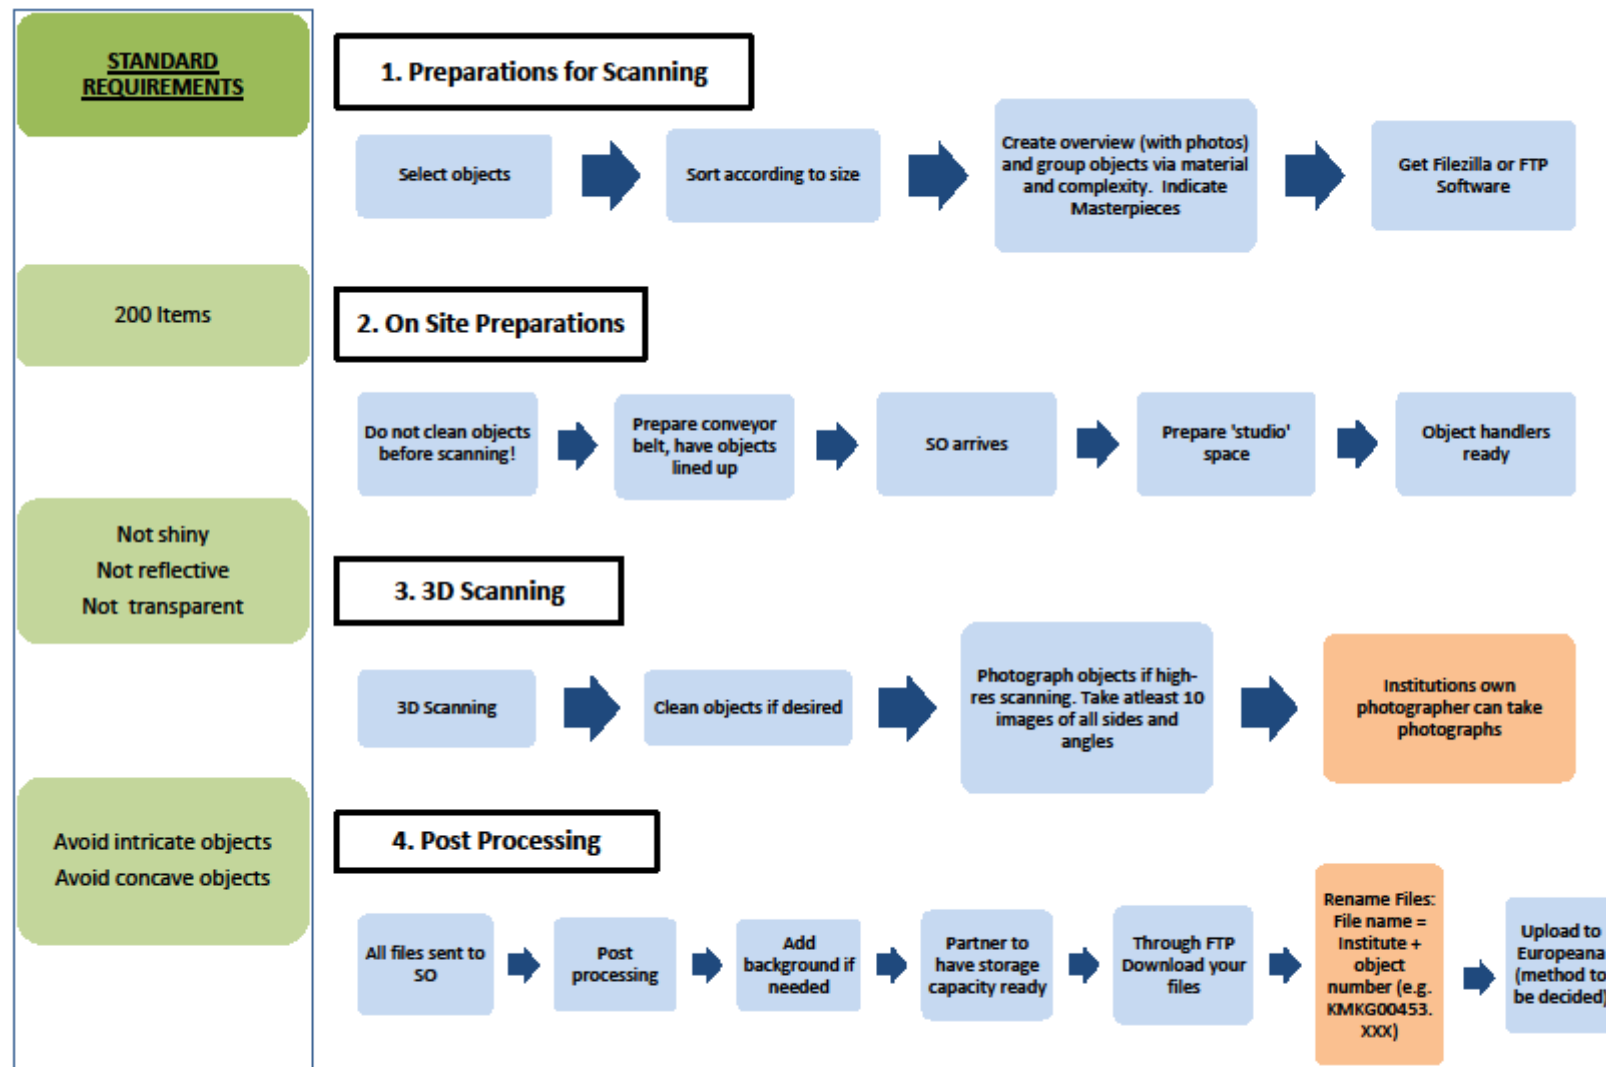 STANDARD
REQUIREMENTS
200 Items
Not shiny
Not reflective
Not transparent
Avoid intricate objects
Avoid concave objects
1. Preparations for Scanning
Select objects
Sort according to size
Create overview (with photos)
and group objects via material
and complexity. Indicate
Masterpieces
Get Filezilla or FTP
Software
2. On Site Preparations
Do not clean objects
before scanning!
Prepare conveyor
belt, have objects
lined up
SO arrives
Prepare 'studio'
space
Object handlers
ready
3. 3D Scanning
3D Scanning
Clean objects if desired
Photograph objects if high-
res scanning. Take atleast 10
images of all sides and
angles
Institutions own
photographer can take
photographs
4. Post Processing
All files sent to
SO
Post
processing
Add
background if
needed
Partner to
have storage
capacity ready
Through FTP
Download your
files
Rename Files:
File name =
Institute +
object
number (e.g.
KMKG00453.
XXX)
Upload to
Europeana
(method to
be decided)